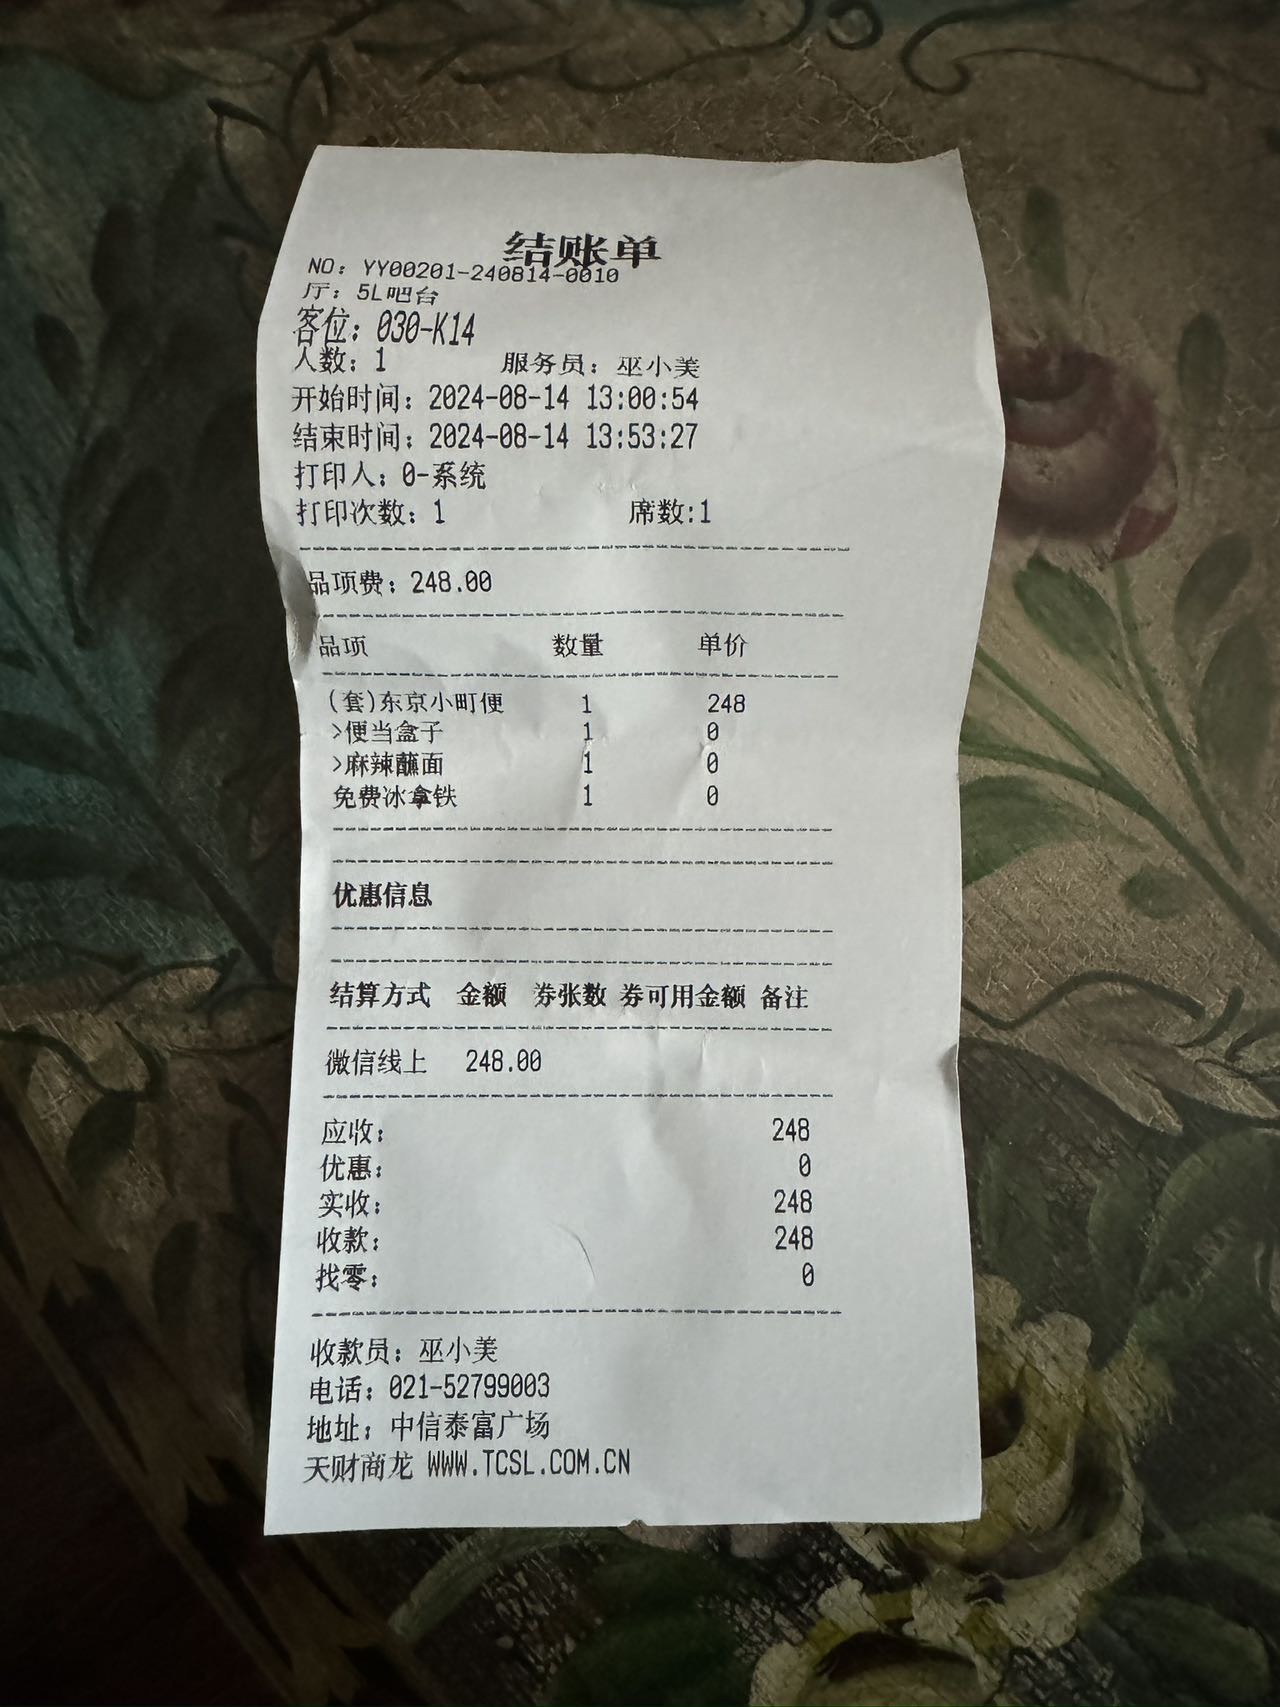 结账单
NO：YY00201-240814-0010
厅：5L吧台
客位：030-K14
人数：1 服务员：巫小美
开始时间：2024-08-14 13:00:54
结束时间：2024-08-14 13:53:27
打印人：0-系统
打印次数：1 席数:1
品项费：248.00
品项 数量 单价
(套)东京小町便 1 248
>便当盒子 1 0
>麻辣蘸面 1 0
免费冰拿铁 1 0
优惠信息
结算方式 金额 券张数 券可用金额 备注
微信线上 248.00
应收： 248
优惠： 0
实收： 248
收款： 248
找零： 0
收款员：巫小美
电话：021-52799003
地址：中信泰富广场
天财商龙 WWW.TCSL.COM.CN